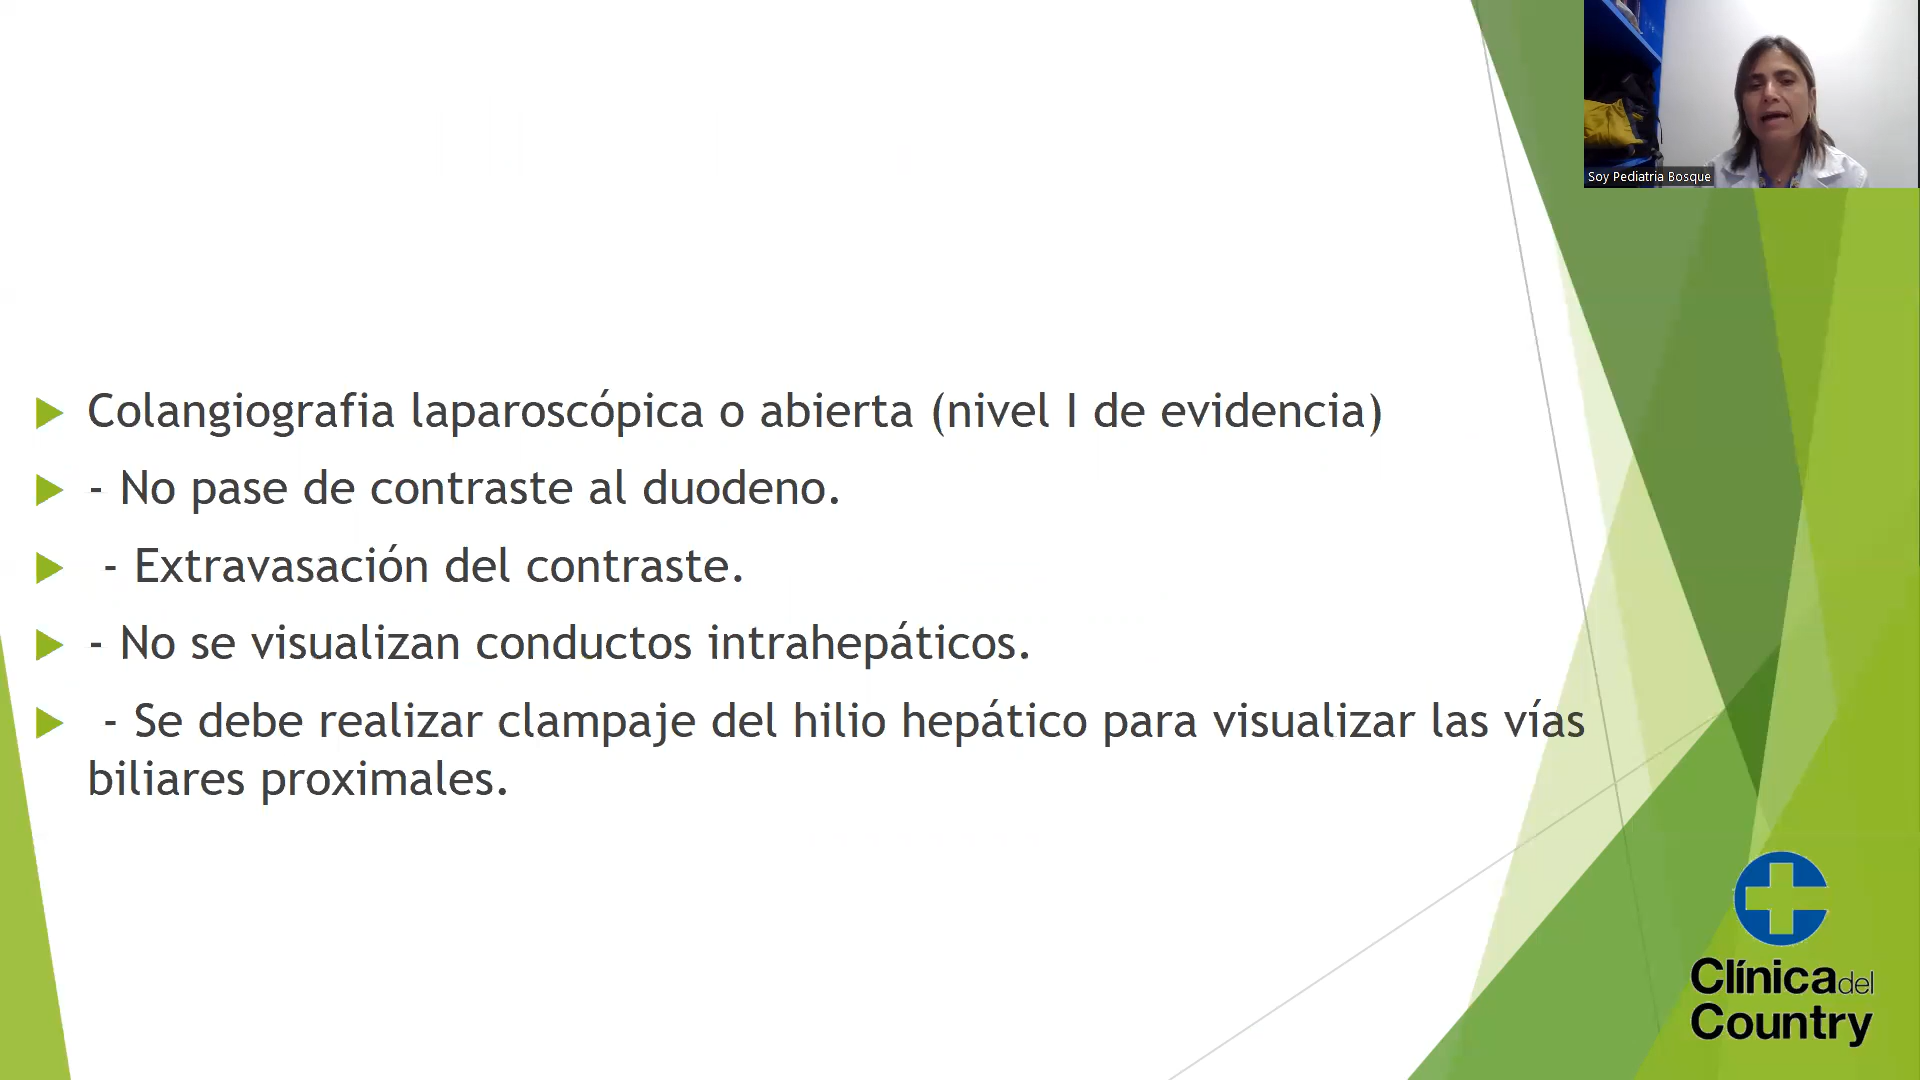 Soy Pediatria Bosque
Colangiografia laparoscópica o abierta (nivel I de evidencia)
- No pase de contraste al duodeno.
- Extravasación del contraste.
- No se visualizan conductos intrahepáticos.
- Se debe realizar clampaje del hilio hepático para visualizar las vías
biliares proximales.
Clínica del
Country